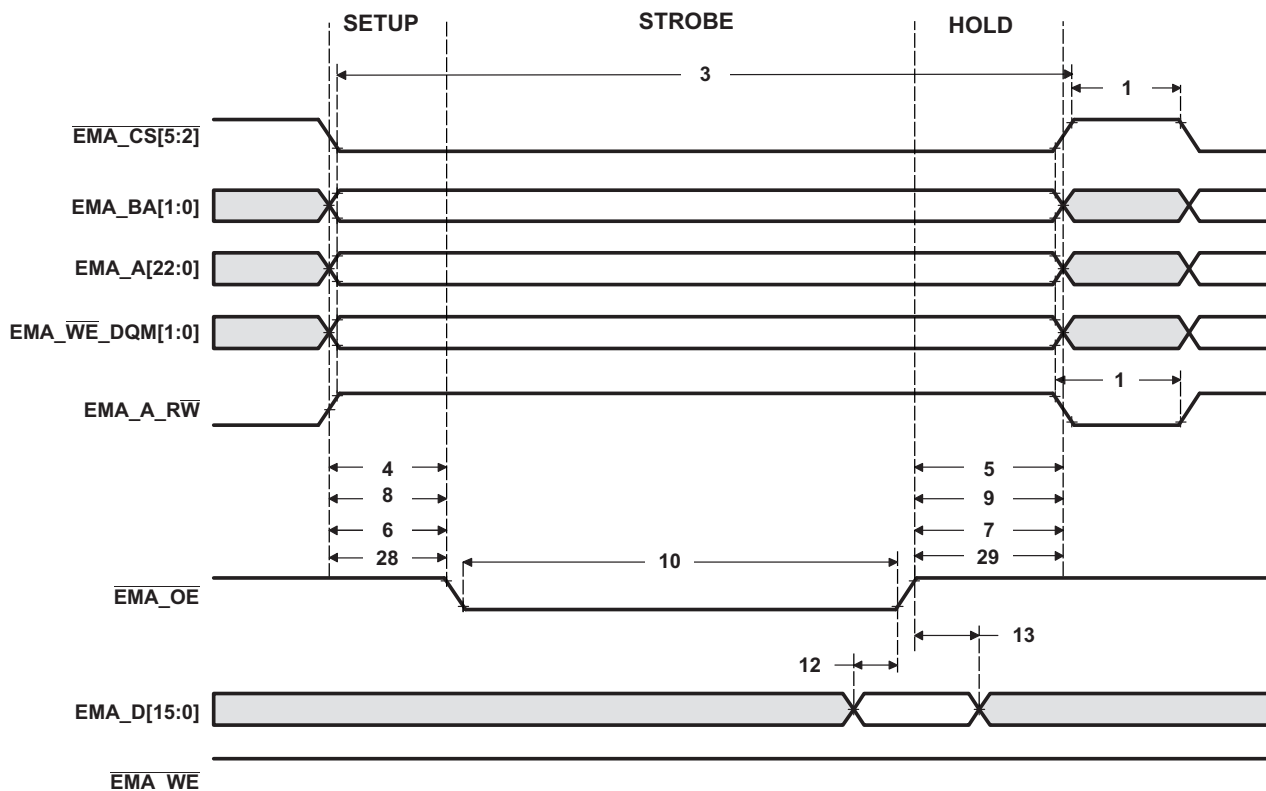 SETUP STROBE HOLD
3
1
EMA_CS[5:2]
EMA_BA[1:0]
EMA_A[22:0]
EMA_WE_DQM[1:0]
1
EMA_A_RW
4 5
8 9
6 7
28 29
10
EMA_OE
13
12
EMA_D[15:0]
EMA_WE